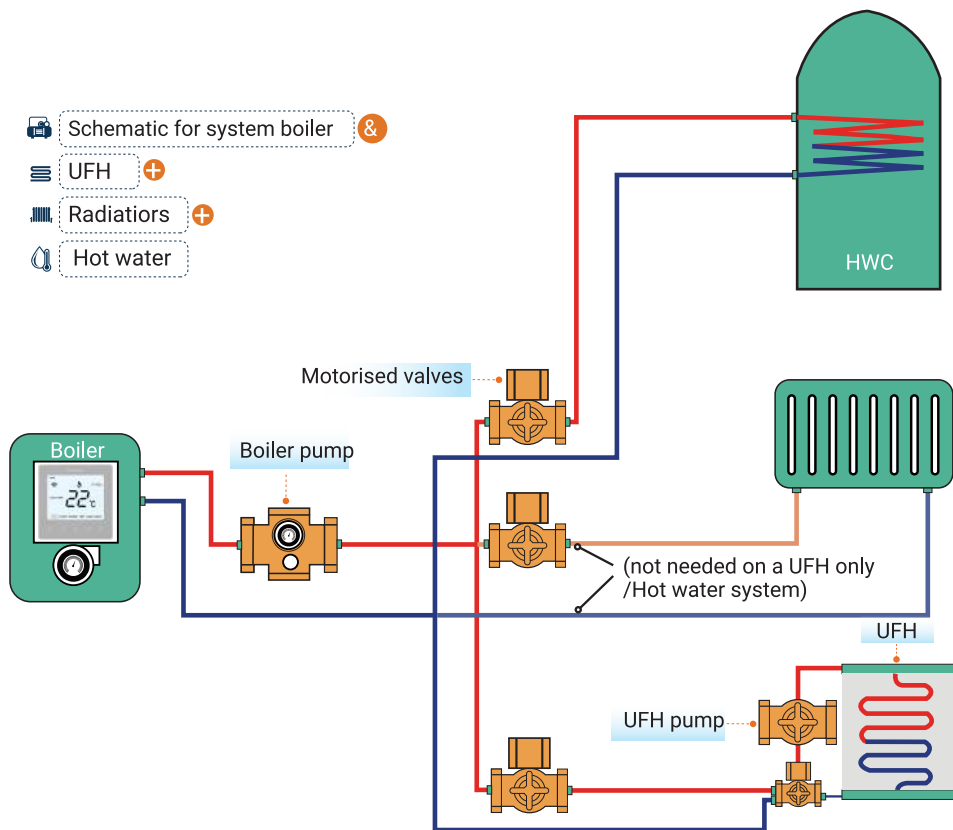 Schematic for system boiler &
UFH +
Radiatiors +
Hot water
HWC
Motorised valves
Boiler
22°C
Boiler pump
(not needed on a UFH only
/Hot water system)
UFH
UFH pump